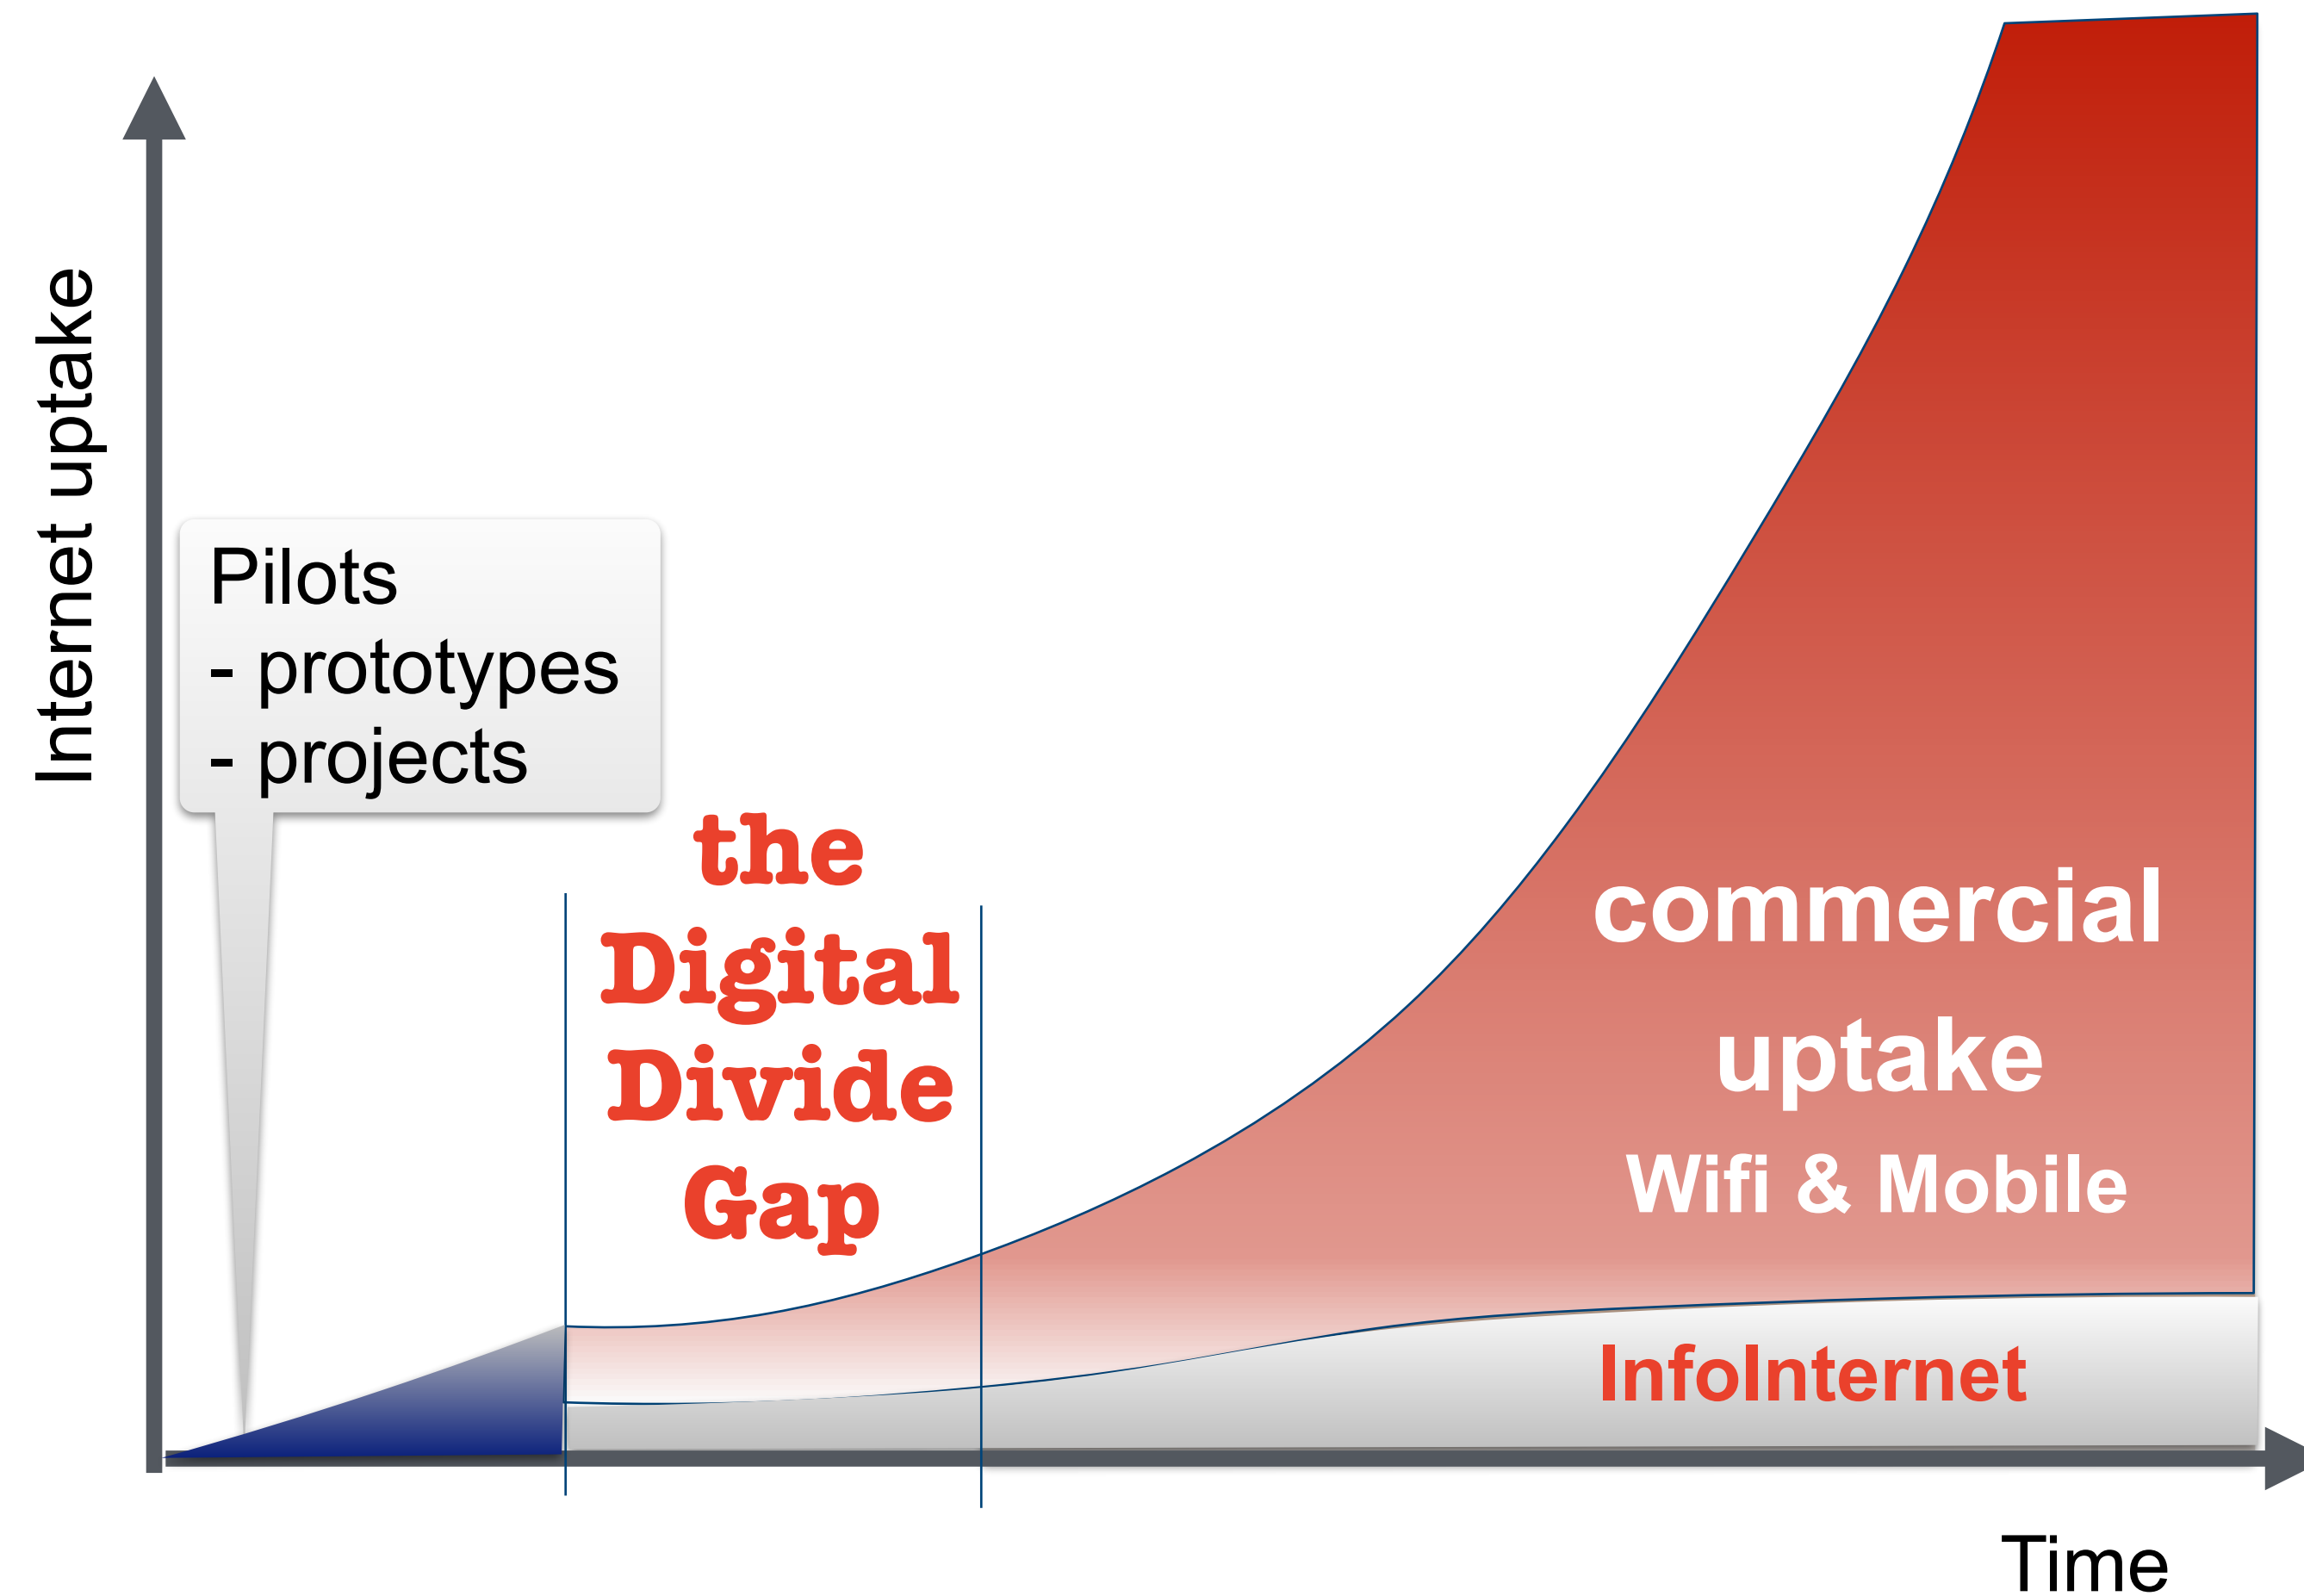 Internet uptake
Pilots
- prototypes
- projects
the
Digital
Divide
Gap
commercial
uptake
Wifi & Mobile
InfoInternet
Time